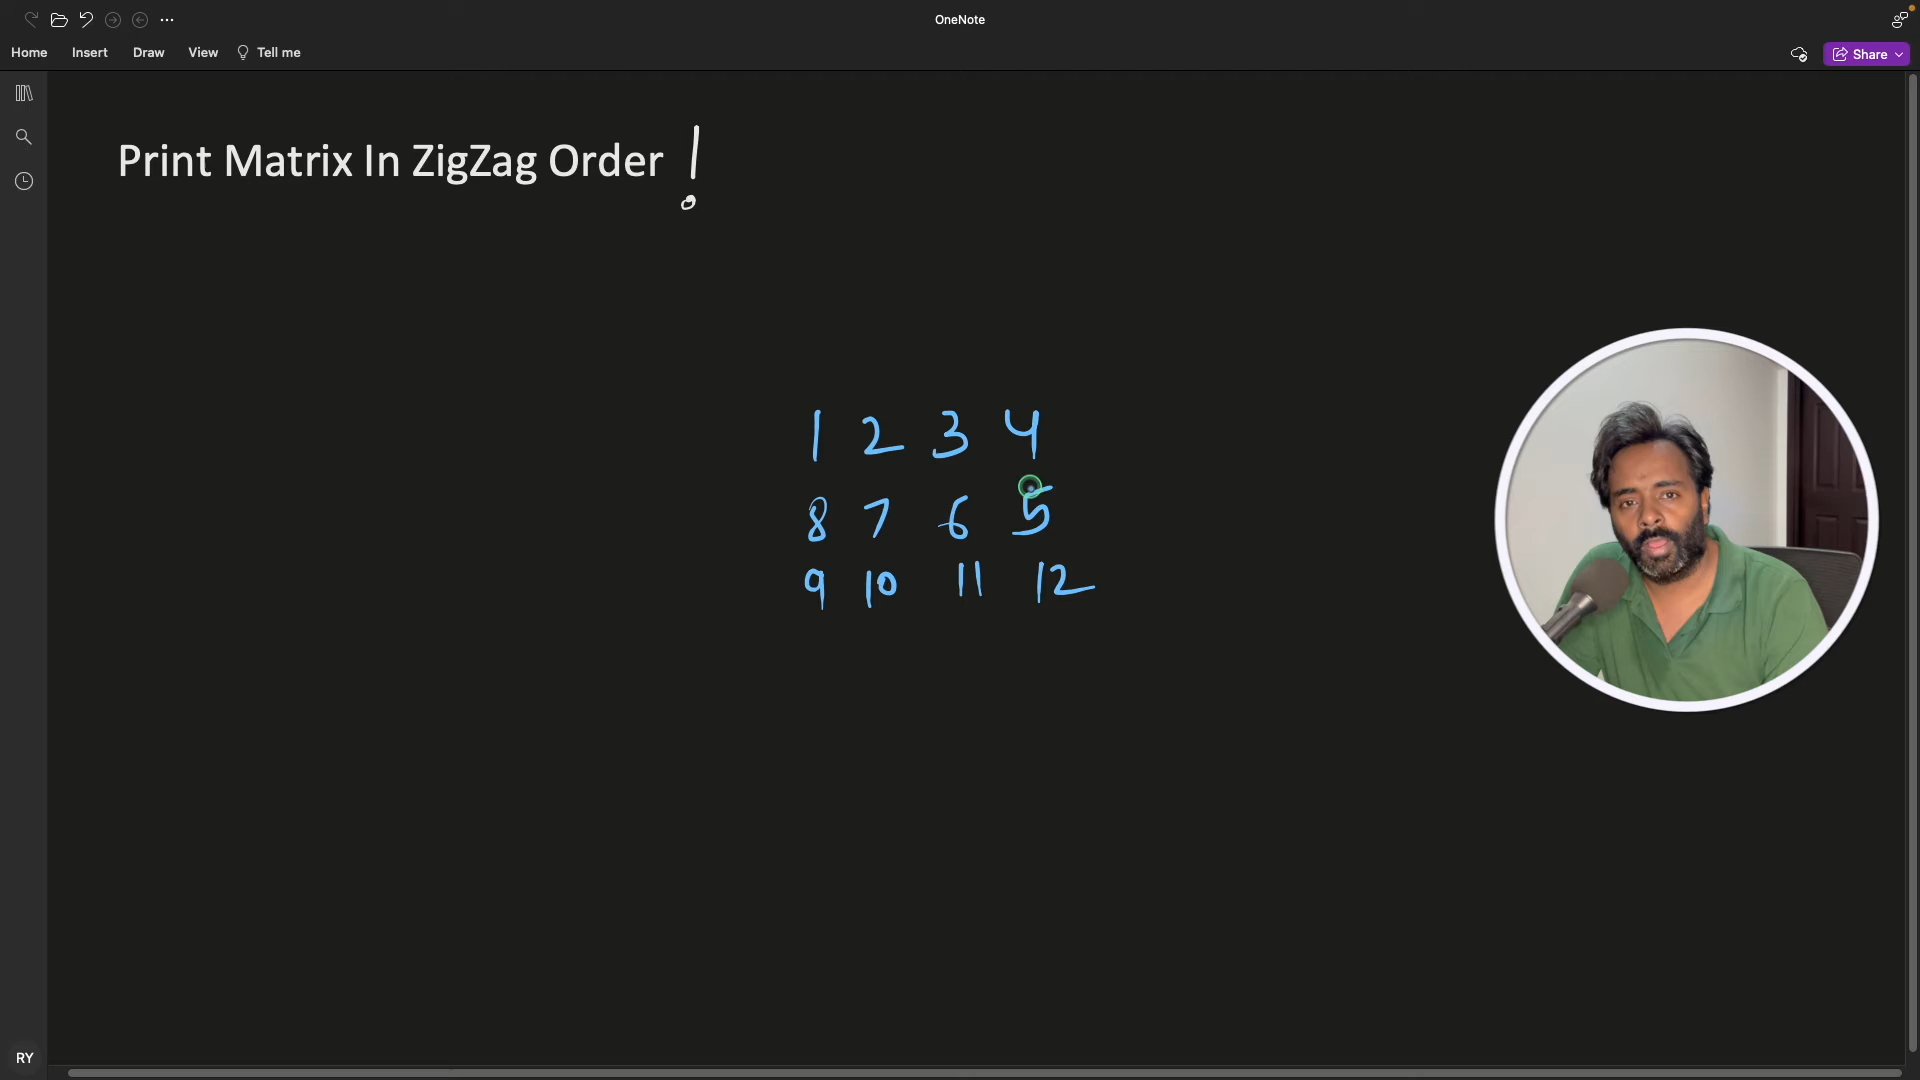 OneNote
Home Insert Draw View Tell me
Share
Print Matrix In ZigZag Order !
1 2 3 4
8 7 6 5
9 10 11 12
RY